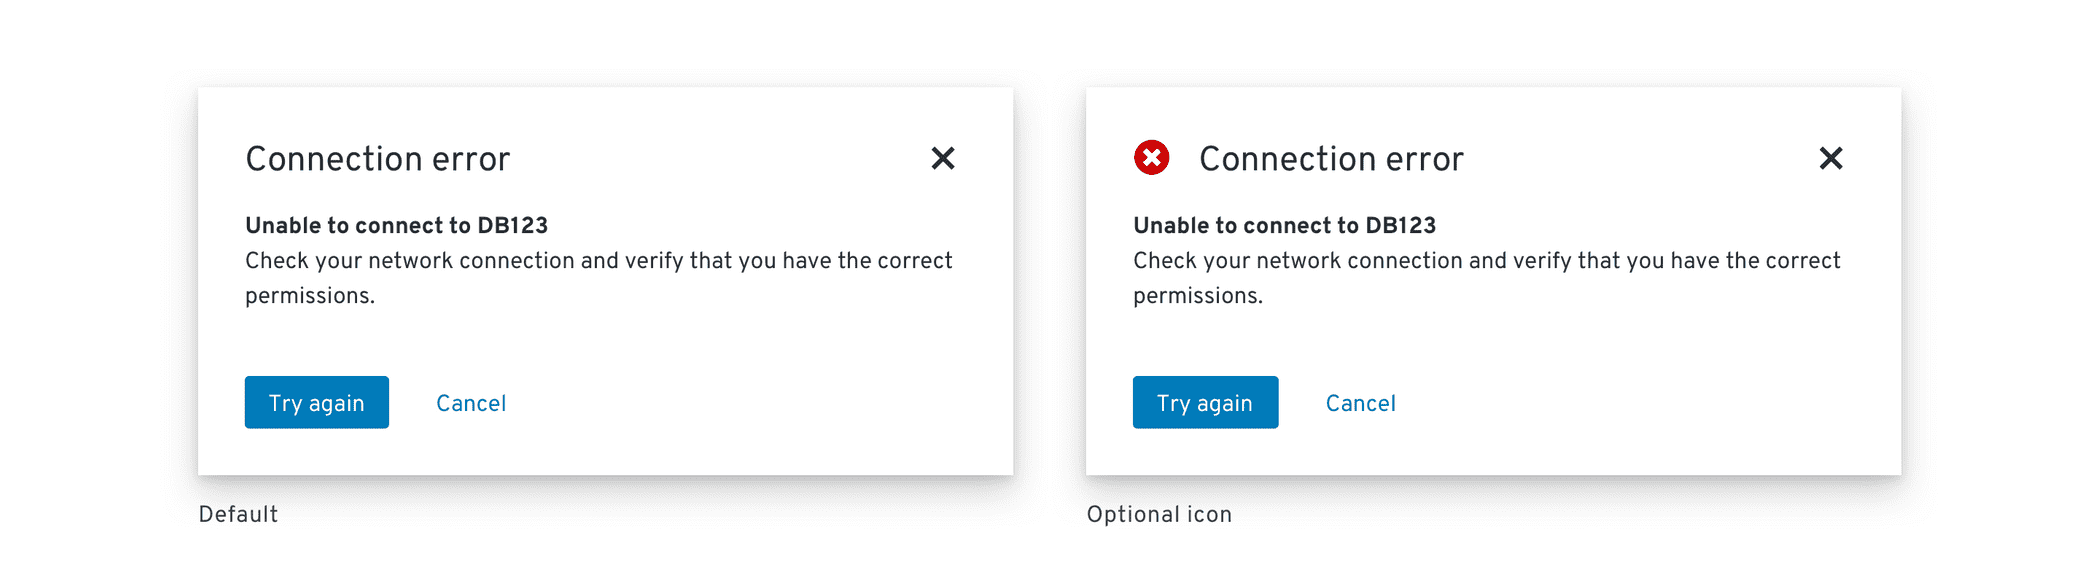 Connection error
Unable to connect to DB123
Check your network connection and verify that you have the correct
permissions.
Try again
Cancel
Default
Connection error
Unable to connect to DB123
Check your network connection and verify that you have the correct
permissions.
Try again
Cancel
Optional icon